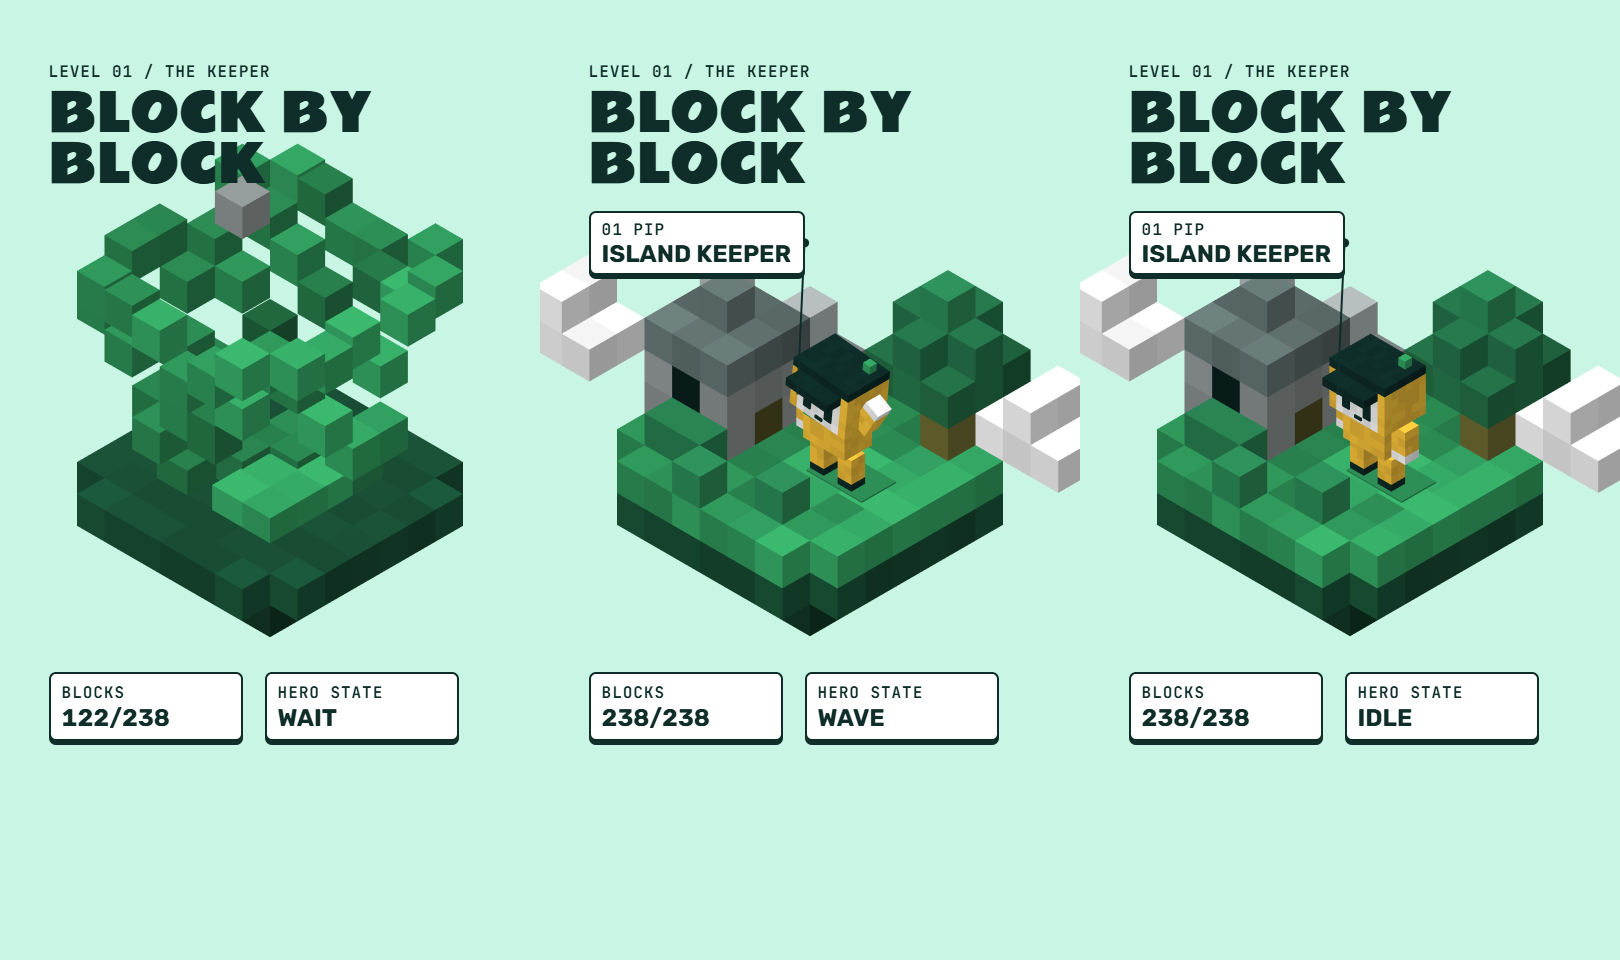 LEVEL 01 / THE KEEPER
BLOCK BY
BLOCK
BLOCKS
122/238
HERO STATE
WAIT
LEVEL 01 / THE KEEPER
BLOCK BY
BLOCK
01 PIP
ISLAND KEEPER
BLOCKS
238/238
HERO STATE
WAVE
LEVEL 01 / THE KEEPER
BLOCK BY
BLOCK
01 PIP
ISLAND KEEPER
BLOCKS
238/238
HERO STATE
IDLE